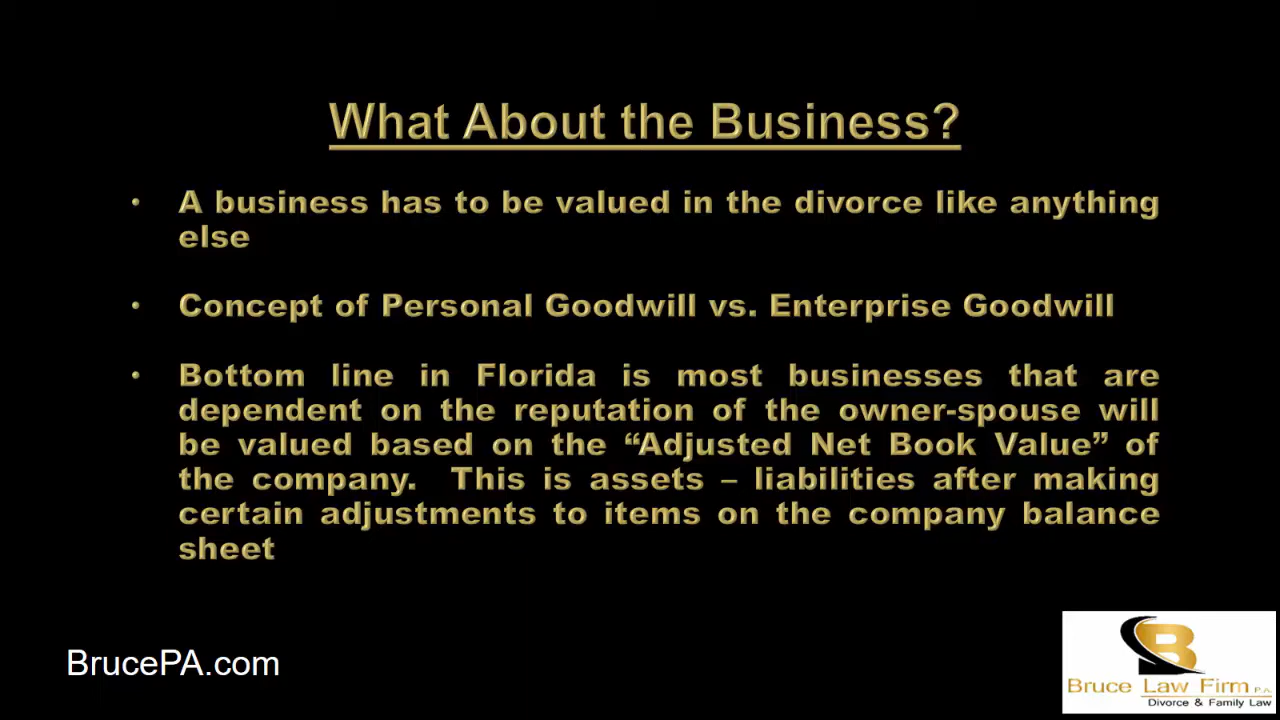 What About the Business?
• A business has to be valued in the divorce like anything
else
• Concept of Personal Goodwill vs. Enterprise Goodwill
• Bottom line in Florida is most businesses that are
dependent on the reputation of the owner-spouse will
be valued based on the “Adjusted Net Book Value” of
the company. This is assets – liabilities after making
certain adjustments to items on the company balance
sheet
BrucePA.com
B
Bruce Law Firm P.A.
Divorce & Family Law